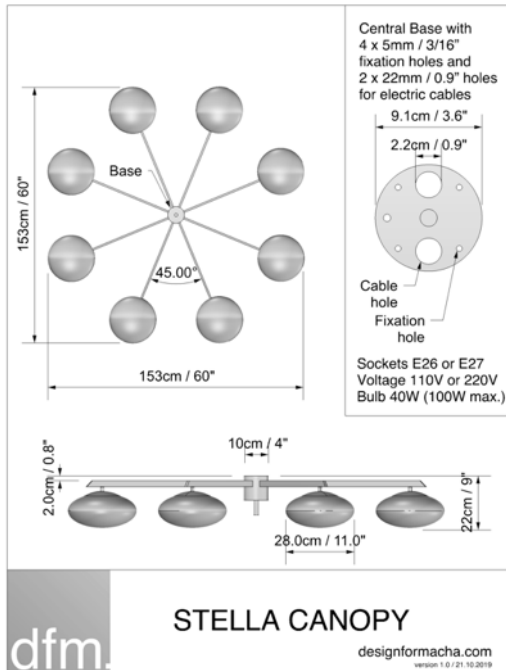 Central Base with
4 x 5mm / 3/16"
fixation holes and
2 x 22mm / 0.9" holes
for electric cables
9.1cm / 3.6"
2.2cm / 0.9"
Cable
hole
Fixation
hole
Sockets E26 or E27
Voltage 110V or 220V
Bulb 40W (100W max.)
Base
153cm / 60"
45.00°
153cm / 60"
10cm / 4"
2.0cm / 0.8"
22cm / 9"
28.0cm / 11.0"
dfm.
STELLA CANOPY
designformacha.com
version 1.0 / 21.10.2019